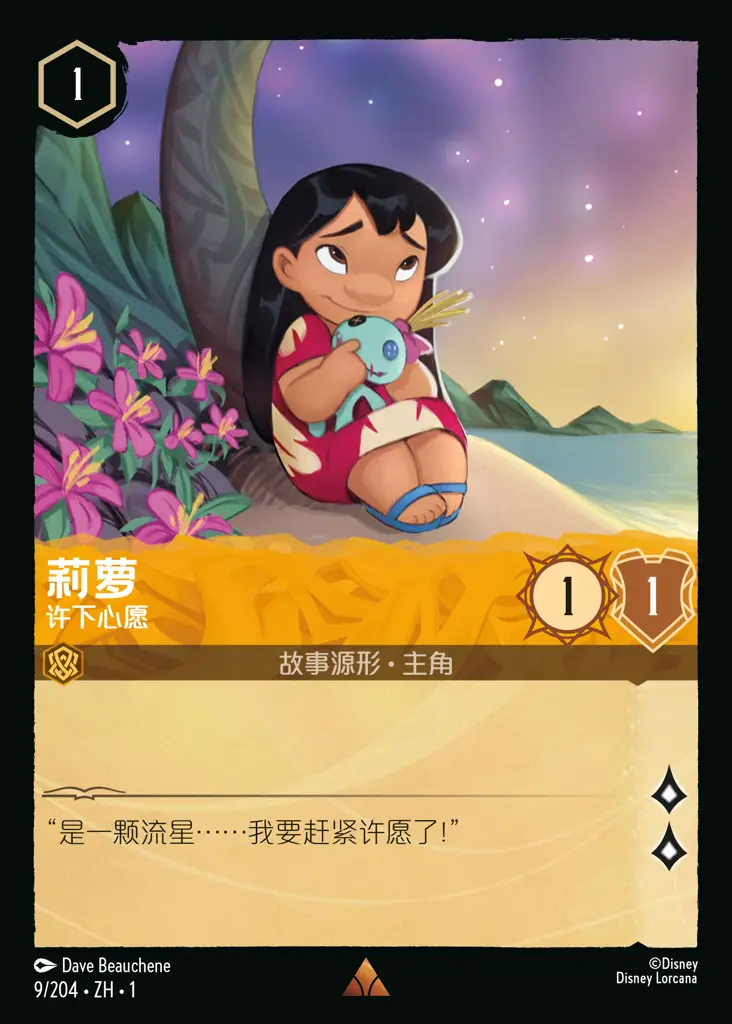 1
莉萝
许下心愿
1
1
故事源形 • 主角
“是一颗流星……我要赶紧许愿了!”
Dave Beauchene
9/204 • ZH • 1
©Disney
Disney Lorcana